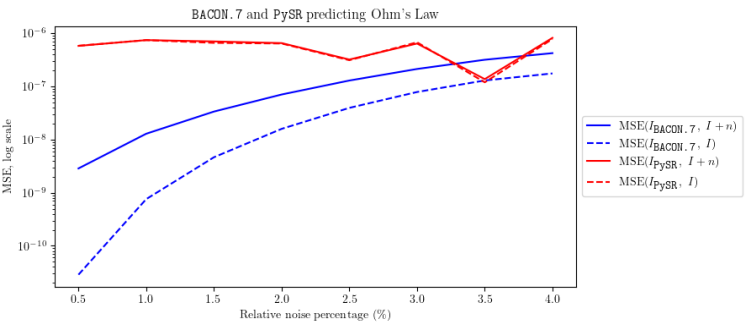 BACON.7 and PySR predicting Ohm's Law
MSE, log scale
10⁻⁶
10⁻⁷
10⁻⁸
10⁻⁹
10⁻¹⁰
0.5 1.0 1.5 2.0 2.5 3.0 3.5 4.0
Relative noise percentage (%)
MSE(I_BACON.7, I + n)
MSE(I_BACON.7, I)
MSE(I_PySR, I + n)
MSE(I_PySR, I)